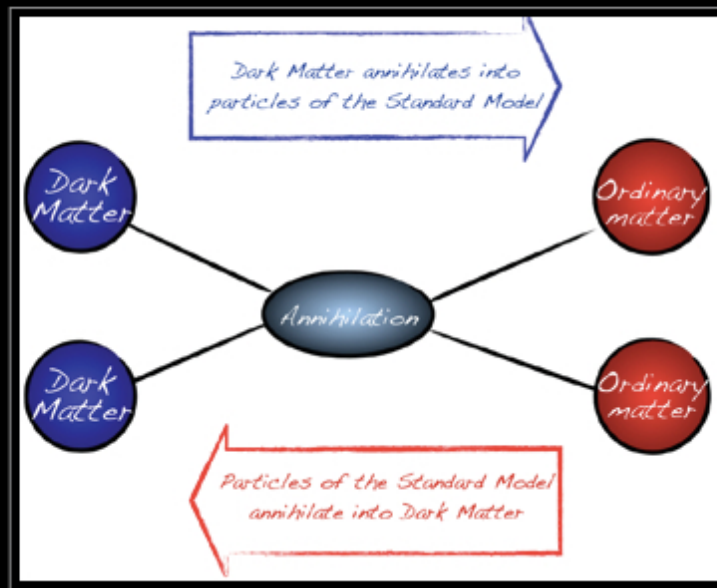 Dark Matter annihilates into
particles of the Standard Model
Dark
Matter
Ordinary
matter
Annihilation
Dark
Matter
Ordinary
matter
Particles of the Standard Model
annihilate into Dark Matter